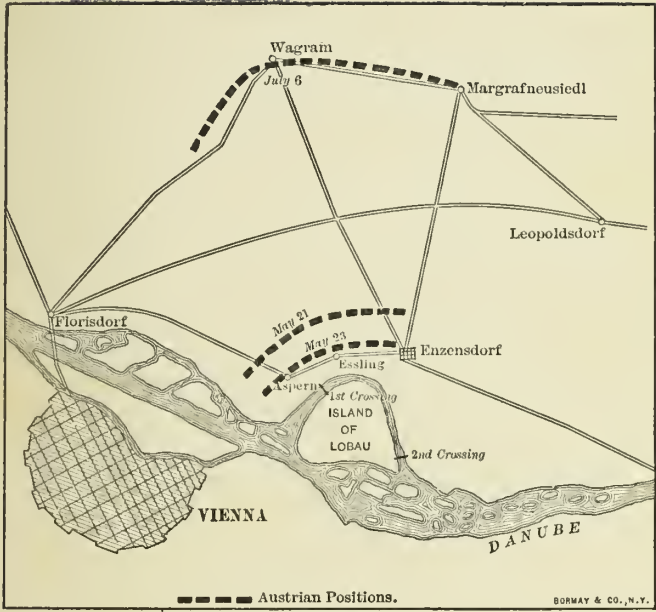 Wagram
July 6
Margrafneusiedl
Leopoldsdorf
Florisdorf
May 21
May 23
Enzensdorf
Essling
Aspern
1st Crossing
ISLAND
OF
LOBAU
2nd Crossing
VIENNA
DANUBE
Austrian Positions.
BORMAY & CO., N.Y.